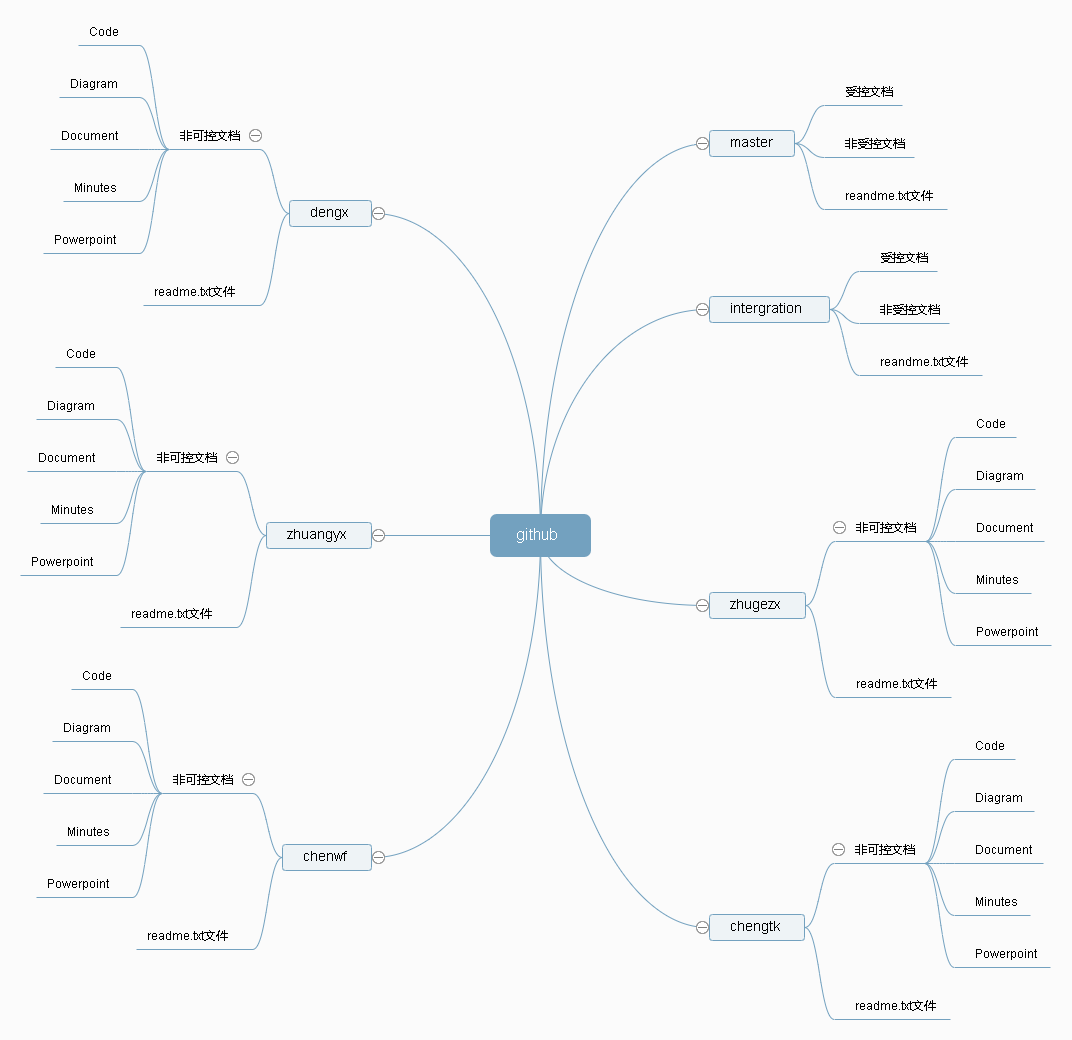 github
master
受控文档
非受控文档
reandme.txt文件
intergration
受控文档
非受控文档
reandme.txt文件
zhugezx
非可控文档
Code
Diagram
Document
Minutes
Powerpoint
readme.txt文件
chengtk
非可控文档
Code
Diagram
Document
Minutes
Powerpoint
readme.txt文件
dengx
非可控文档
Code
Diagram
Document
Minutes
Powerpoint
readme.txt文件
zhuangyx
非可控文档
Code
Diagram
Document
Minutes
Powerpoint
readme.txt文件
chenwf
非可控文档
Code
Diagram
Document
Minutes
Powerpoint
readme.txt文件